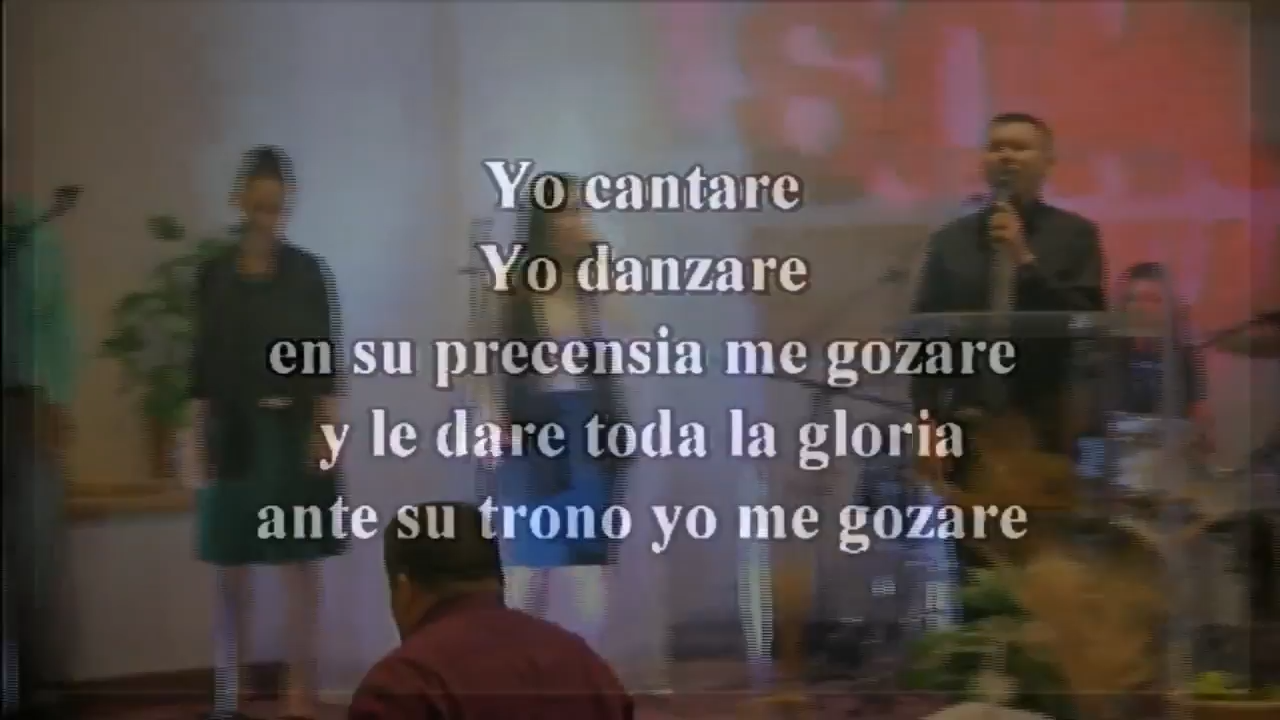 Yo cantare
Yo danzare
en su precensia me gozare
y le dare toda la gloria
ante su trono yo me gozare